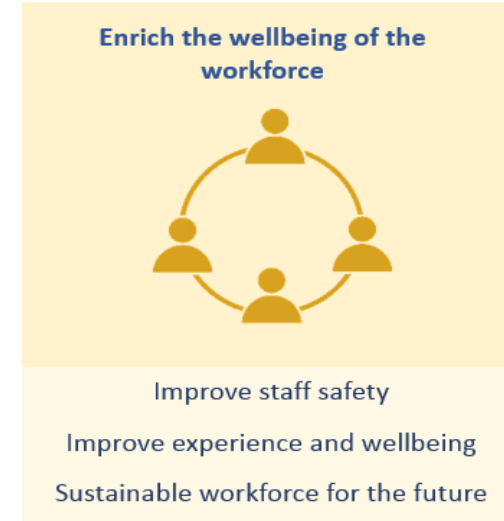 Enrich the wellbeing of the
workforce
Improve staff safety
Improve experience and wellbeing
Sustainable workforce for the future